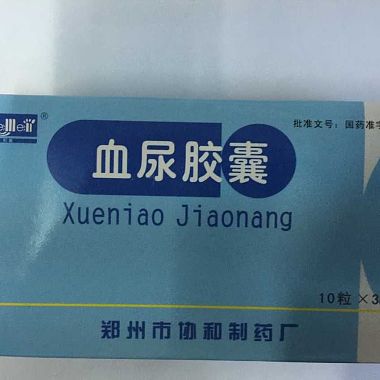 批准文号：国药准字
血尿胶囊
Xueniao Jiaonang
10粒×3
郑州市协和制药厂